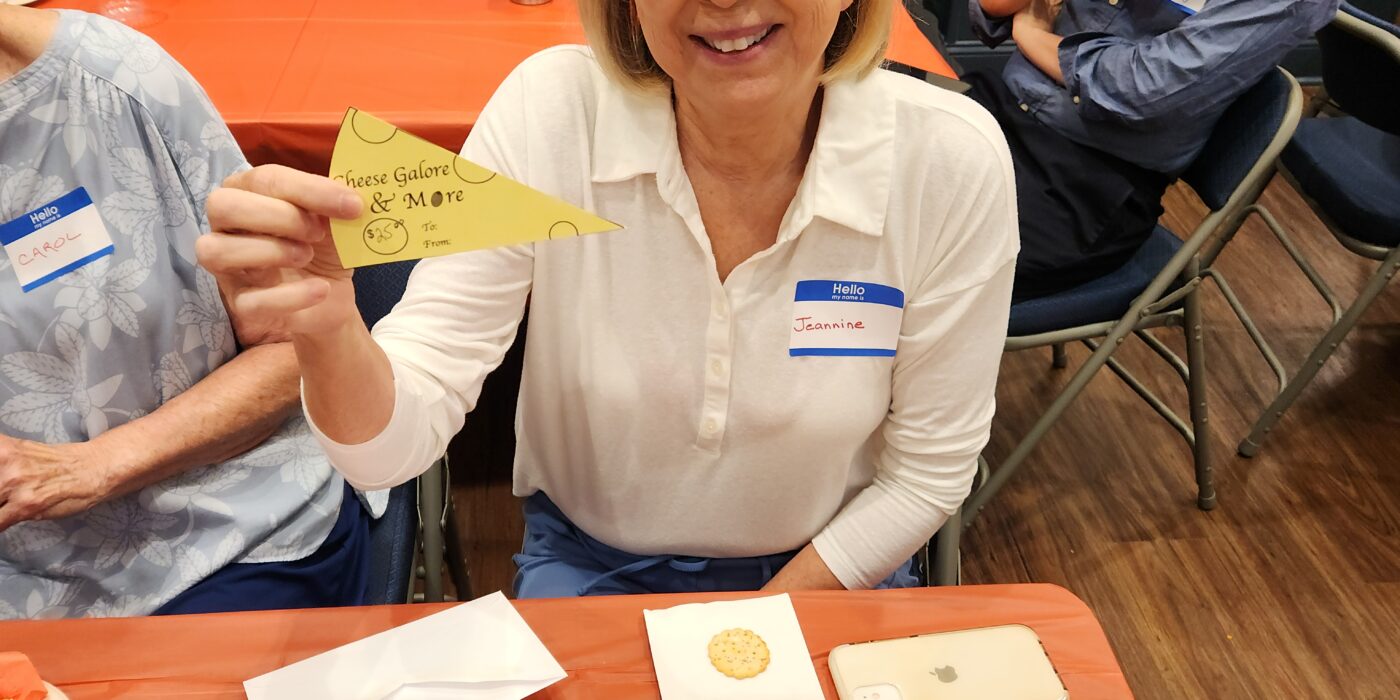 Cheese Galore
& More
$25.00
To:
From:
Hello
my name is
CAROL
Hello
my name is
Jeannine